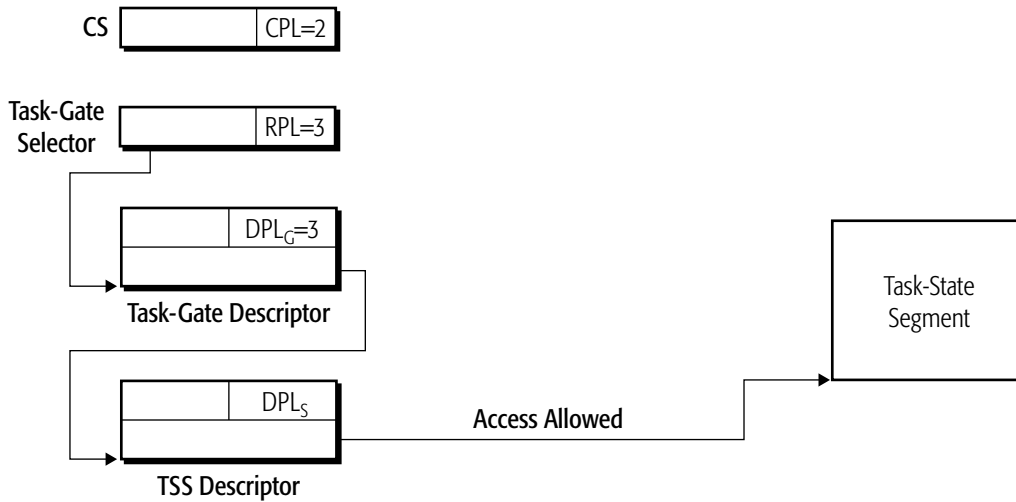 CS
CPL=2
Task-Gate
Selector
RPL=3
DPL_G=3
Task-Gate Descriptor
Task-State
Segment
DPL_S
Access Allowed
TSS Descriptor